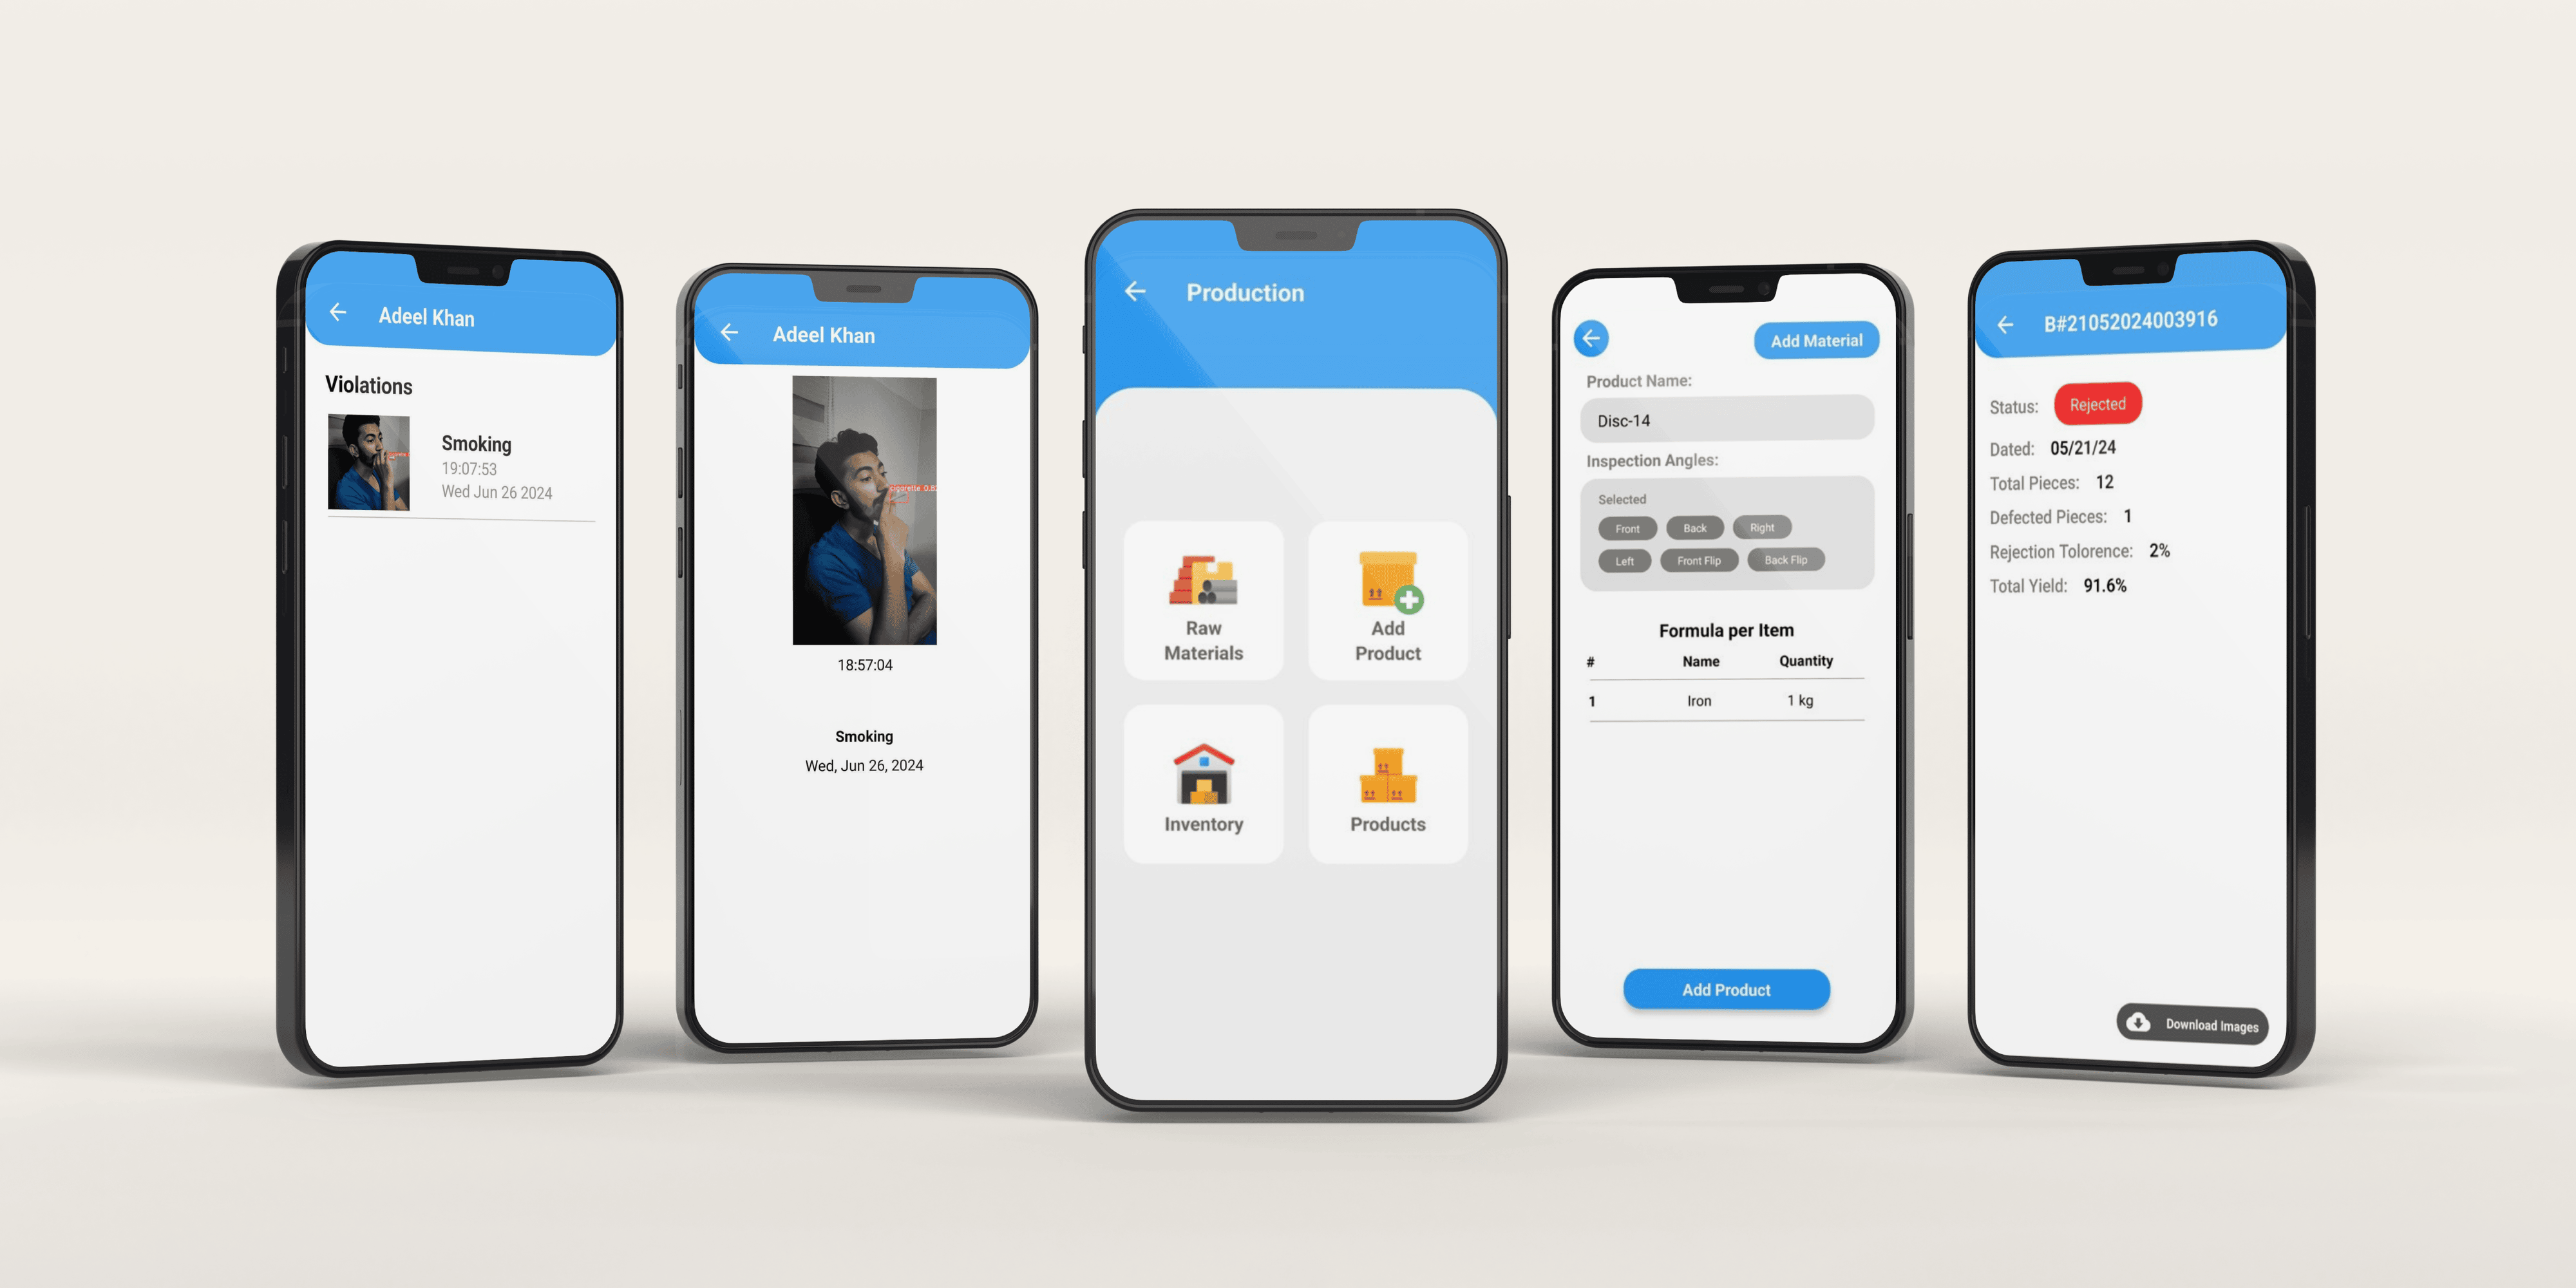 Adeel Khan
Violations
Smoking
19:07:53
Wed Jun 26 2024
Adeel Khan
cigarette 0.82
18:57:04
Smoking
Wed, Jun 26, 2024
Production
Raw
Materials
Add
Product
Inventory
Products
Add Material
Product Name:
Disc-14
Inspection Angles:
Selected
Front Back Right
Left Front Flip Back Flip
Formula per Item
# Name Quantity
1 Iron 1 kg
Add Product
B#21052024003916
Status: Rejected
Dated: 05/21/24
Total Pieces: 12
Defected Pieces: 1
Rejection Tolorence: 2%
Total Yield: 91.6%
Download Images